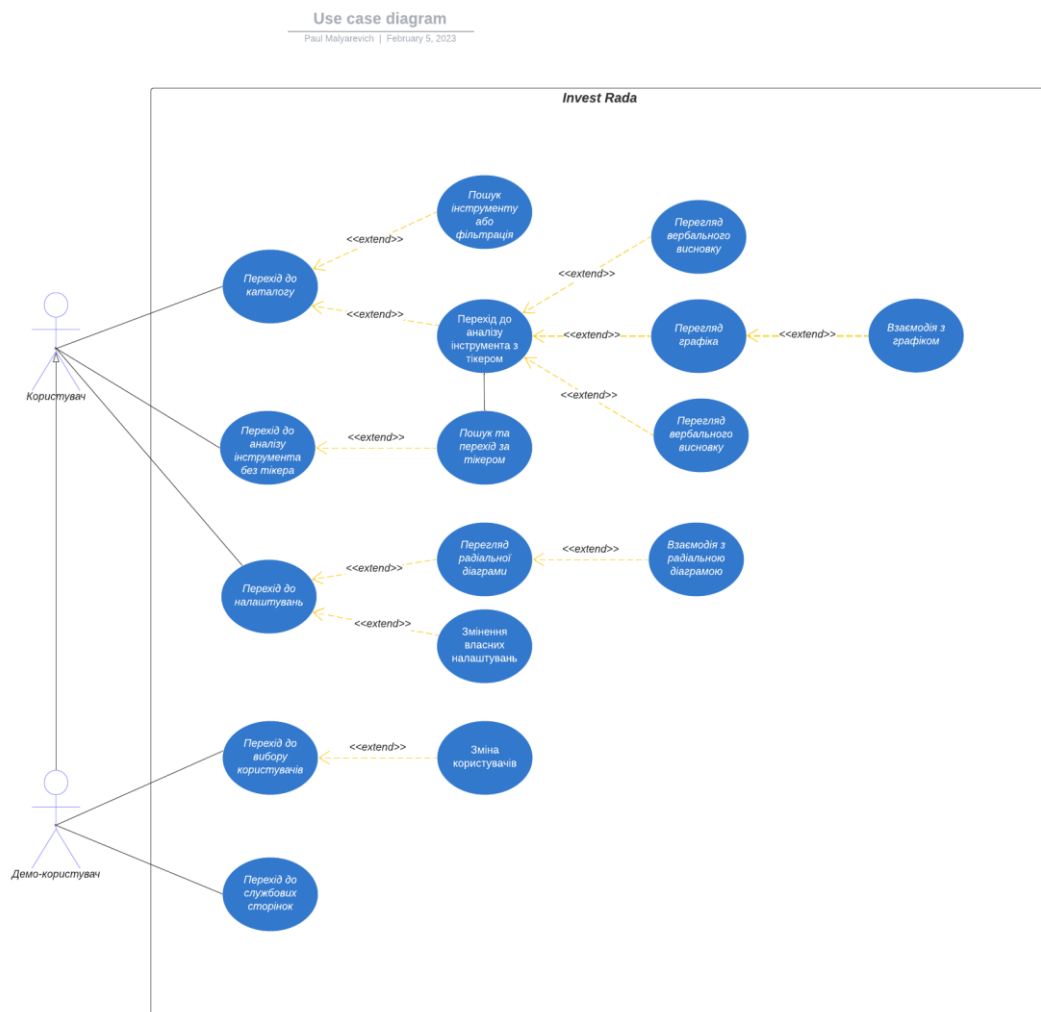 Use case diagram
Paul Malyarevich | February 5, 2023
Invest Rada
Пошук
інструменту
або
фільтрація
<<extend>>
Перегляд
вербального
висновку
<<extend>>
Перехід до
каталогу
<<extend>>
Перехід до
аналізу
інструмента з
тікером
<<extend>>
Перегляд
графіка
<<extend>>
Взаємодія з
графіком
Користувач
<<extend>>
Перегляд
вербального
висновку
Перехід до
аналізу
інструмента
без тікера
<<extend>>
Пошук та
перехід за
тікером
Перехід до
налаштувань
<<extend>>
Перегляд
радіальної
діаграми
<<extend>>
Взаємодія з
радіальною
діаграмою
<<extend>>
Змінення
власних
налаштувань
Перехід до
вибору
користувачів
<<extend>>
Зміна
користувачів
Демо-користувач
Перехід до
службових
сторінок